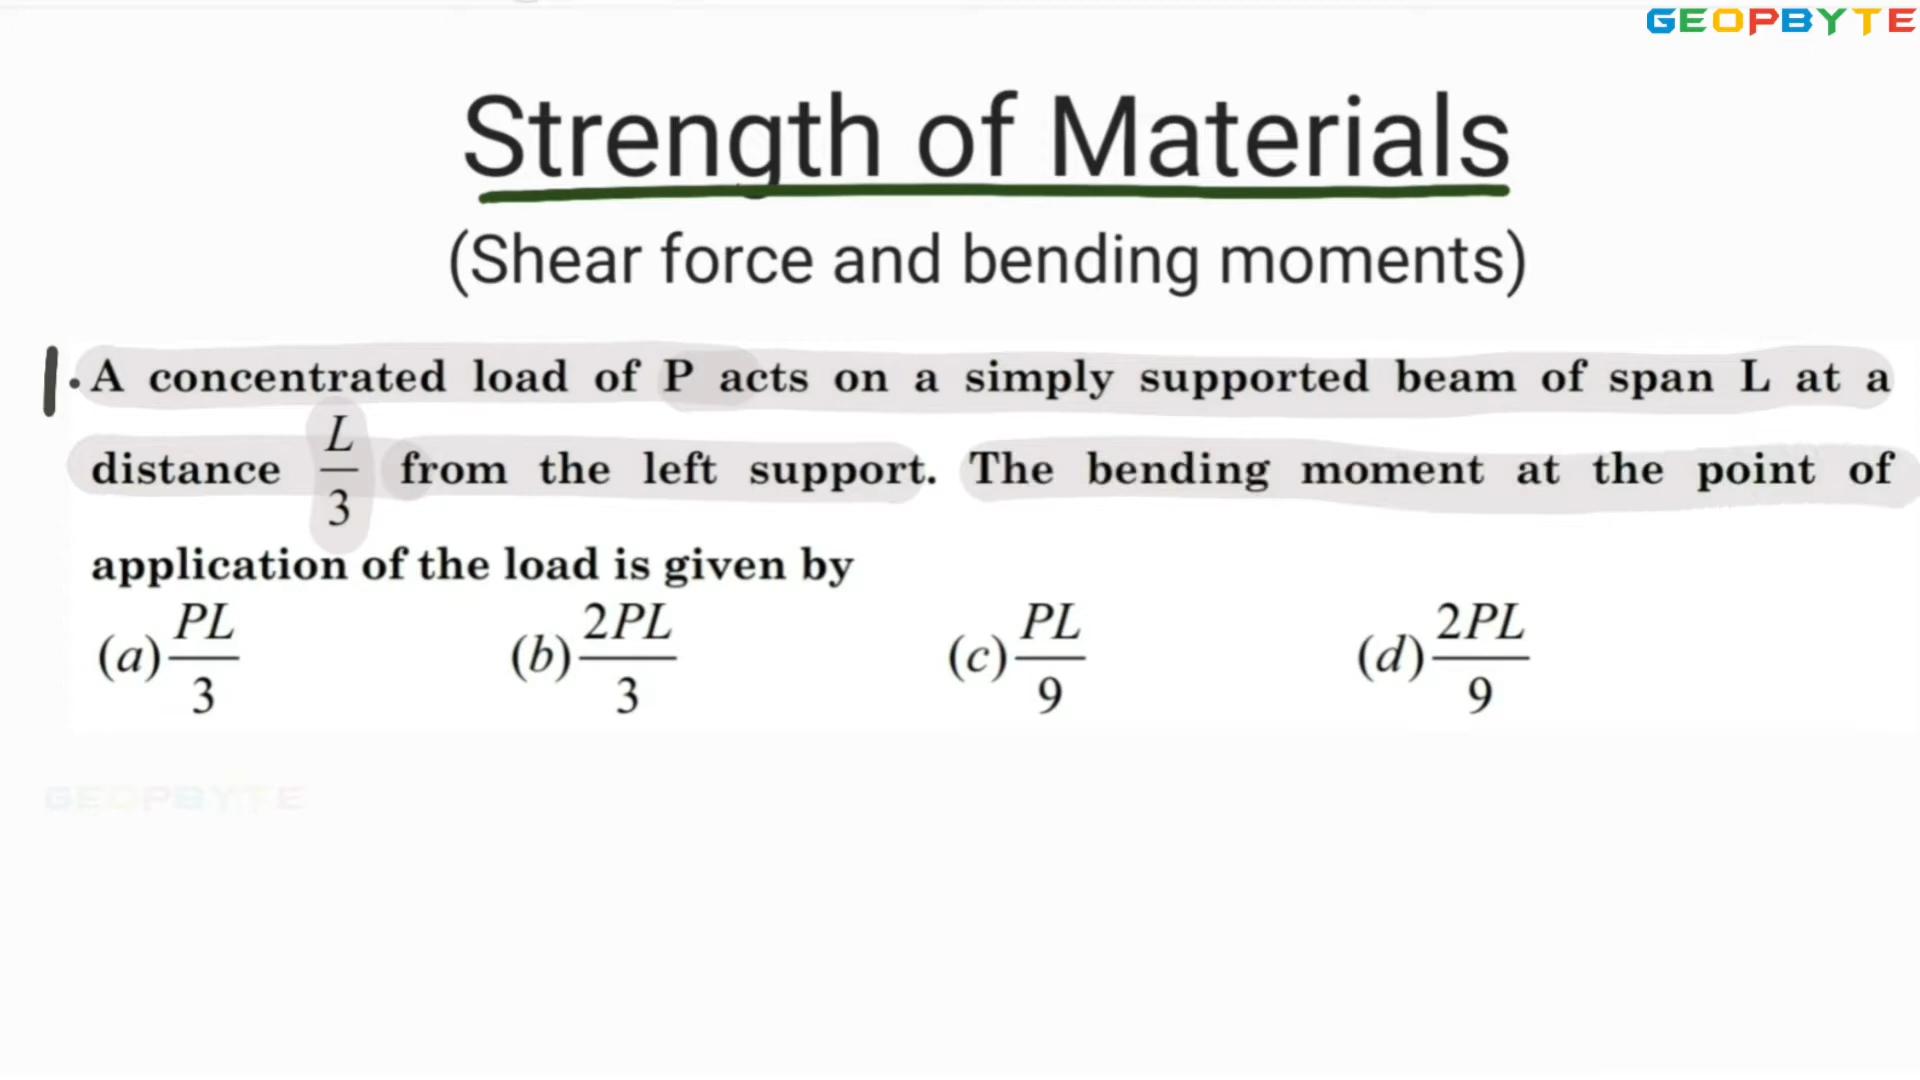 GEOPBYTE
Strength of Materials
(Shear force and bending moments)
1. A concentrated load of P acts on a simply supported beam of span L at a
distance L/3 from the left support. The bending moment at the point of
application of the load is given by
(a) PL/3 (b) 2PL/3 (c) PL/9 (d) 2PL/9
GEOPBYTE